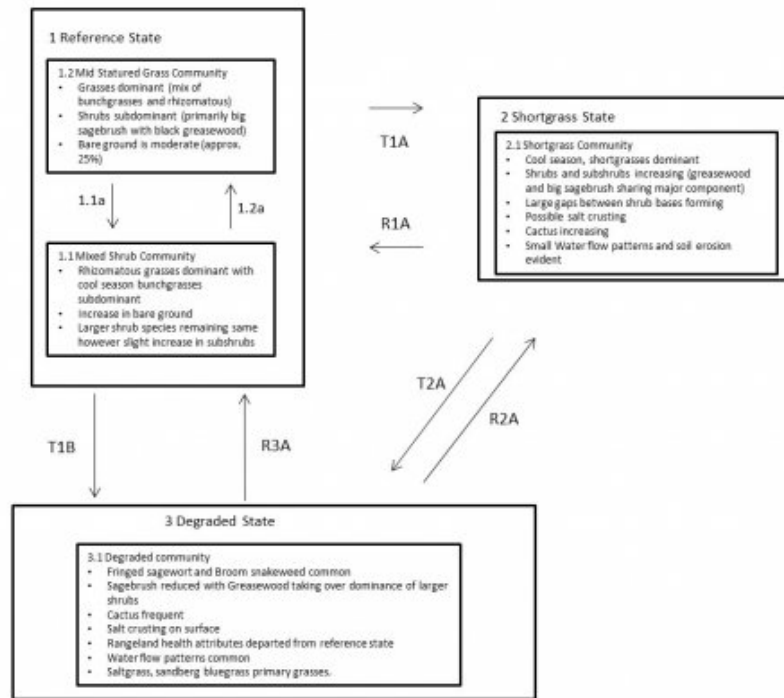 1 Reference State
1.2 Mid Statured Grass Community
• Grasses dominant (mix of
bunchgrasses and rhizomatous)
• Shrubs subdominant (primarily big
sagebrush with black greasewood)
• Bare ground is moderate (approx.
25%)
1.1a
1.2a
1.1 Mixed Shrub Community
• Rhizomatous grasses dominant with
cool season bunchgrasses
subdominant
• Increase in bare ground
• Larger shrub species remaining same
however slight increase in subshrubs
T1A
R1A
2 Shortgrass State
2.1 Shortgrass Community
• Cool season, shortgrasses dominant
• Shrubs and subshrubs increasing (greasewood
and big sagebrush sharing major component)
• Large gaps between shrub bases forming
• Possible salt crusting
• Cactus increasing
• Small Water flow patterns and soil erosion
evident
T2A
R2A
T1B
R3A
3 Degraded State
3.1 Degraded community
• Fringed sagewort and Broom snakeweed common
• Sagebrush reduced with Greasewood taking over dominance of larger
shrubs
• Cactus frequent
• Salt crusting on surface
• Rangeland health attributes departed from reference state
• Water flow patterns common
• Saltgrass, sandberg bluegrass primary grasses.